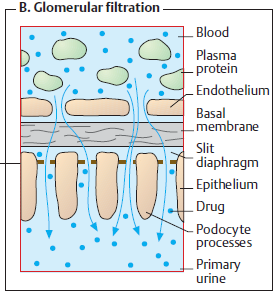 B. Glomerular filtration
Blood
Plasma
protein
Endothelium
Basal
membrane
Slit
diaphragm
Epithelium
Drug
Podocyte
processes
Primary
urine